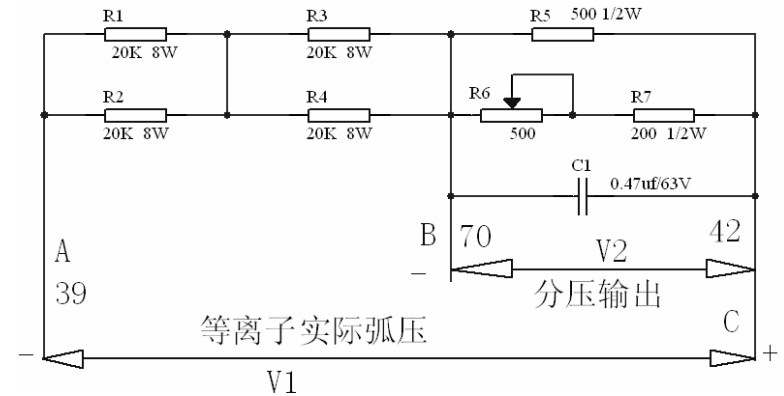 R1 R3 R5 500 1/2W
20K 8W 20K 8W
R2 R4 R6 R7
20K 8W 20K 8W 500 200 1/2W
C1 0.47uf/63V
A B 70 V2 42
- 分压输出
39
等离子实际弧压 C
- +
V1